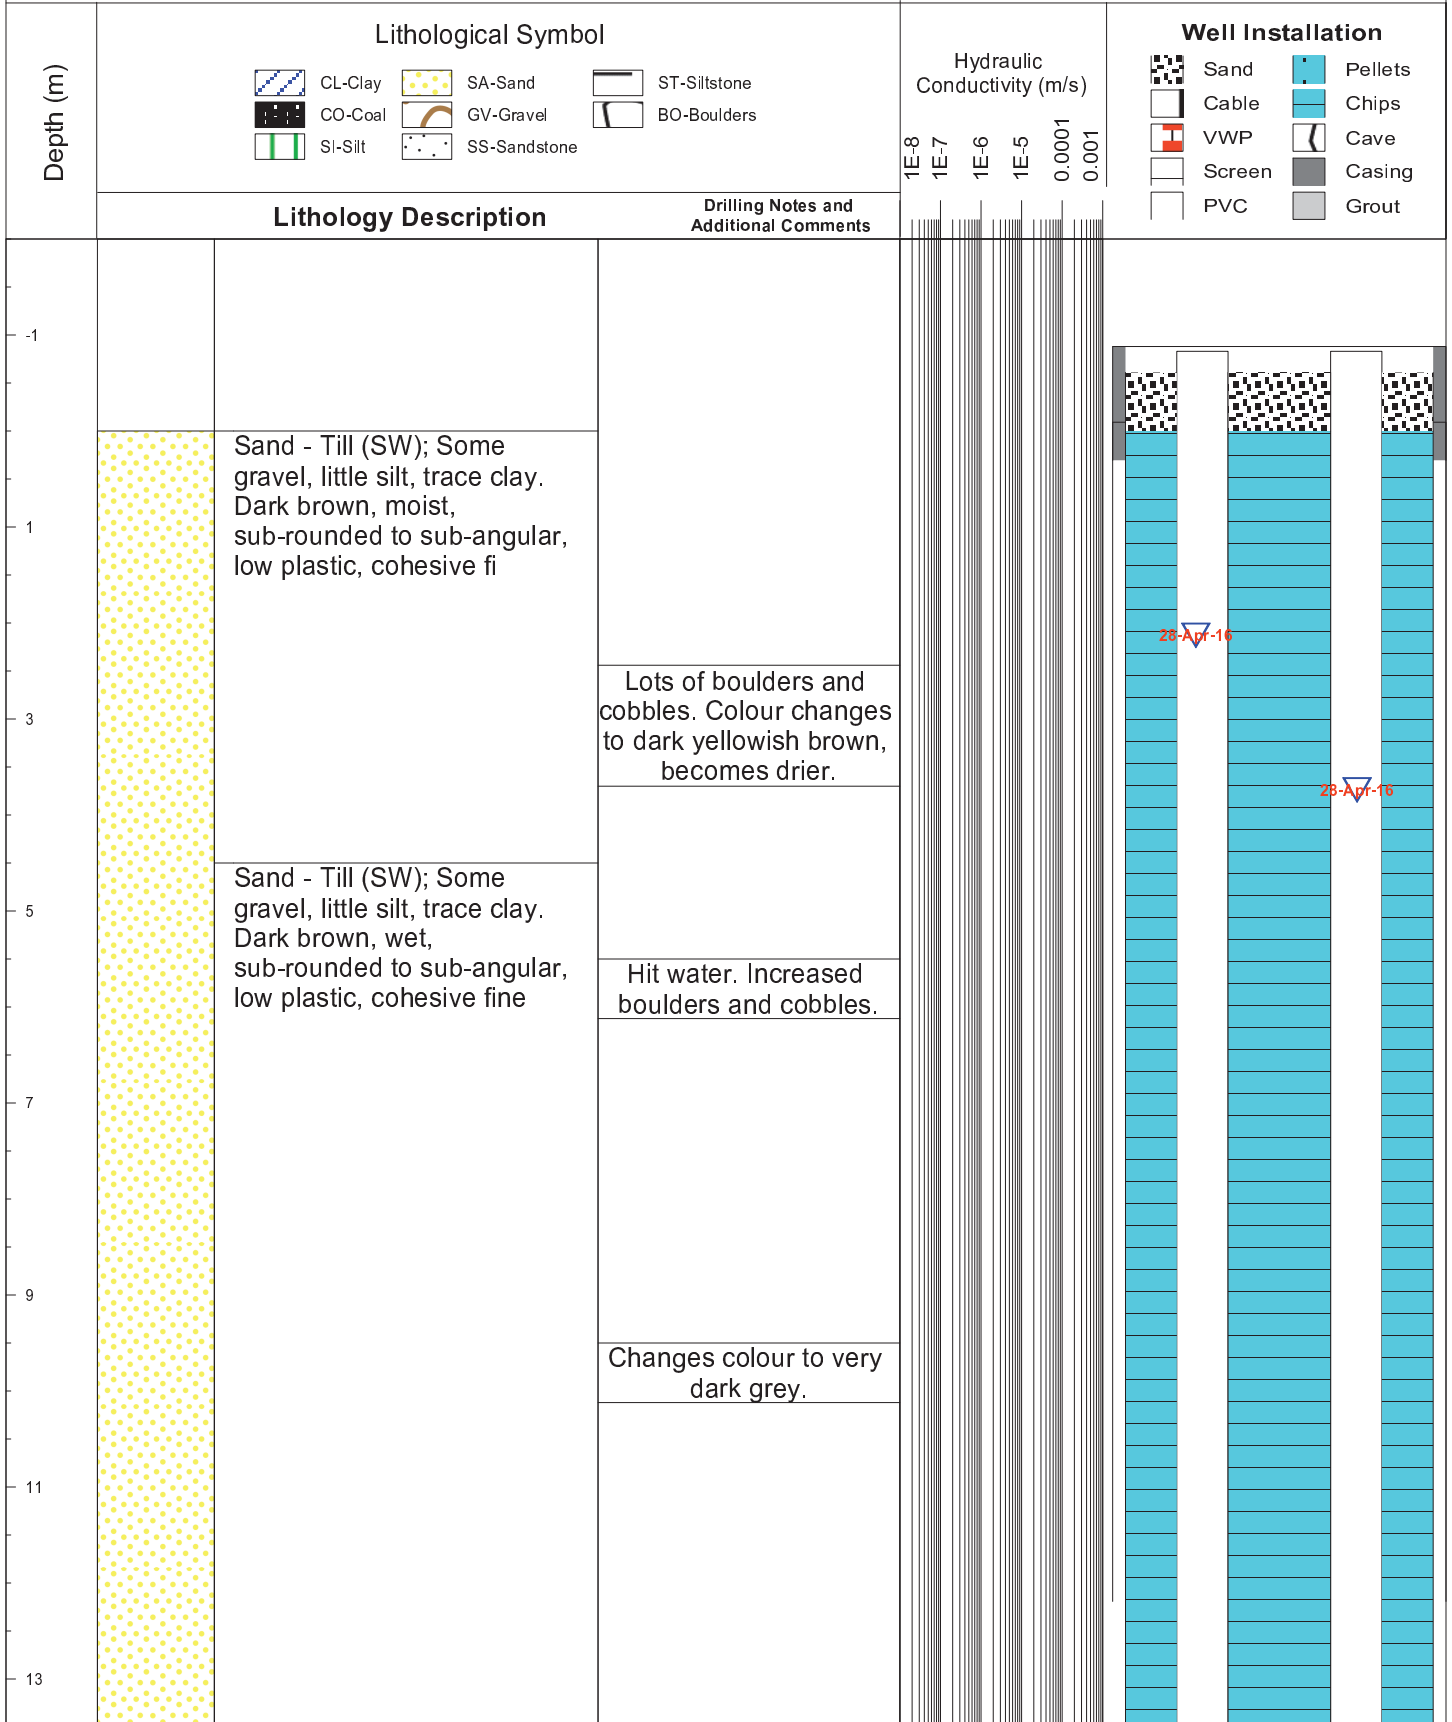 Depth (m)
Lithological Symbol
CL-Clay
SA-Sand
ST-Siltstone
CO-Coal
GV-Gravel
BO-Boulders
SI-Silt
SS-Sandstone
Lithology Description
Drilling Notes and
Additional Comments
Hydraulic
Conductivity (m/s)
1E-8
1E-7
1E-6
1E-5
0.0001
0.001
Well Installation
Sand
Pellets
Cable
Chips
VWP
Cave
Screen
Casing
PVC
Grout
-1
Sand - Till (SW); Some
gravel, little silt, trace clay.
Dark brown, moist,
sub-rounded to sub-angular,
low plastic, cohesive fi
1
28-Apr-16
Lots of boulders and
cobbles. Colour changes
to dark yellowish brown,
becomes drier.
3
28-Apr-16
Sand - Till (SW); Some
gravel, little silt, trace clay.
Dark brown, wet,
sub-rounded to sub-angular,
low plastic, cohesive fine
5
Hit water. Increased
boulders and cobbles.
7
9
Changes colour to very
dark grey.
11
13